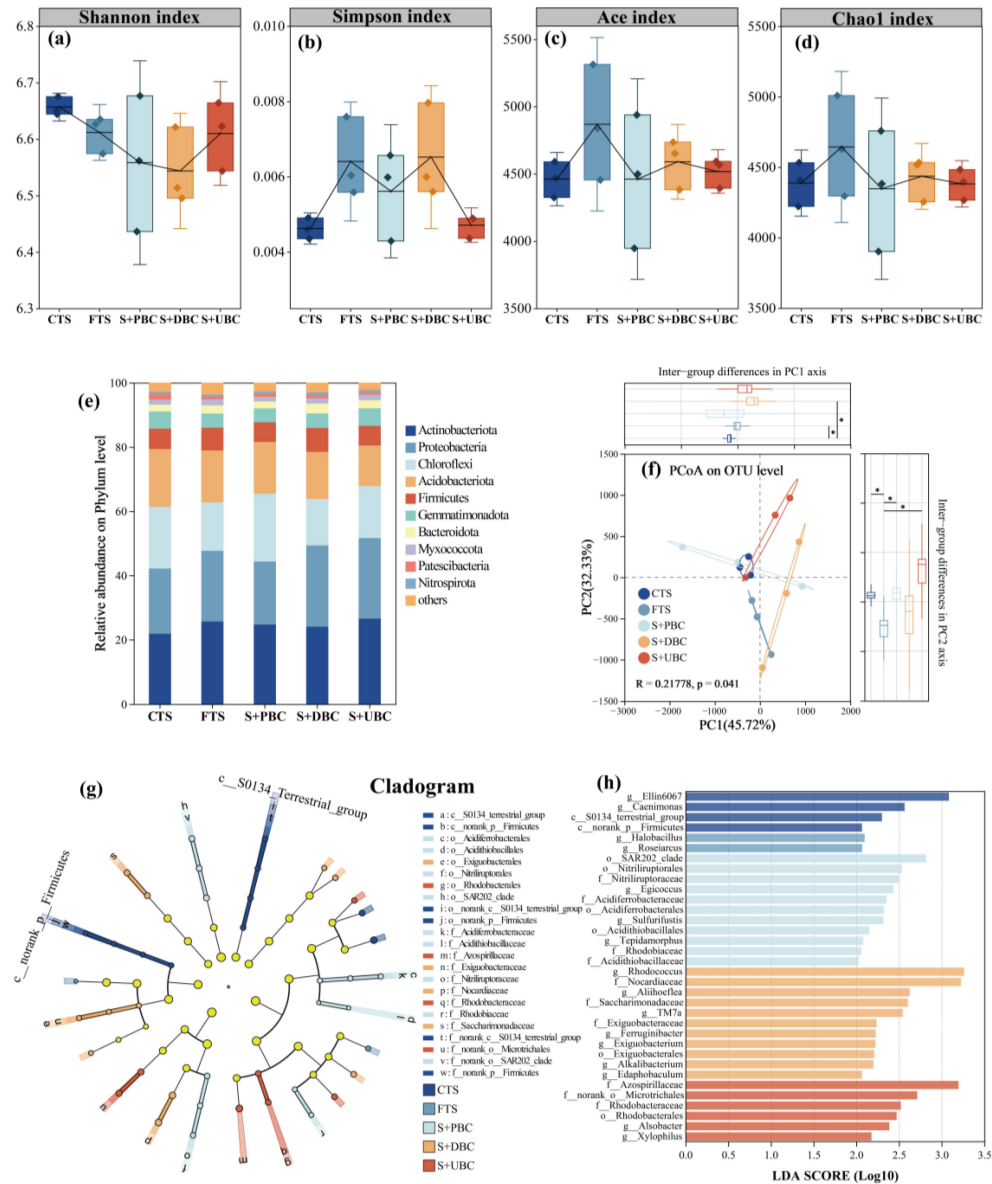 Shannon index
Simpson index
Ace index
Chao1 index
(a)
(b)
(c)
(d)
6.8
6.7
6.6
6.5
6.4
6.3
0.010
0.008
0.006
0.004
5500
5000
4500
4000
3500
5500
5000
4500
4000
3500
CTS FTS S+PBC S+DBC S+UBC
CTS FTS S+PBC S+DBC S+UBC
CTS FTS S+PBC S+DBC S+UBC
CTS FTS S+PBC S+DBC S+UBC
(e)
Relative abundance on Phylum level
100
80
60
40
20
0
CTS FTS S+PBC S+DBC S+UBC
Actinobacteriota
Proteobacteria
Chloroflexi
Acidobacteriota
Firmicutes
Gemmatimonadota
Bacteroidota
Myxococcota
Patescibacteria
Nitrospirota
others
Inter-group differences in PC1 axis
*
*
(f) PCoA on OTU level
PC2(32.33%)
1500
1000
500
0
-500
-1000
-1500
CTS
FTS
S+PBC
S+DBC
S+UBC
R = 0.21778, p = 0.041
-3000 -2000 -1000 0 1000 2000
PC1(45.72%)
*
*
*
Inter-group differences in PC2 axis
(g)
Cladogram
c__S0134_Terrestrial_group
c__norank_p__Firmicutes
a : c__S0134_terrestrial_group
b : c__norank_p__Firmicutes
c : o__Acidiferrobacterales
d : o__Acidithiobacillales
e : o__Exiguobacterales
f : o__Nitriliruptorales
g : o__Rhodobacterales
h : o__SAR202_clade
i : o__norank_c__S0134_terrestrial_group
j : o__norank_p__Firmicutes
k : f__Acidiferrobacteraceae
l : f__Acidithiobacillaceae
m : f__Azospirillaceae
n : f__Exiguobacteraceae
o : f__Nitriliruptoraceae
p : f__Nocardiaceae
q : f__Rhodobacteraceae
r : f__Rhodobiaceae
s : f__Saccharimonadaceae
t : f__norank_c__S0134_terrestrial_group
u : f__norank_o__Microtrichales
v : f__norank_o__SAR202_clade
w : f__norank_p__Firmicutes
CTS
FTS
S+PBC
S+DBC
S+UBC
(h)
g__Ellin6067
g__Caenimonas
c__S0134_terrestrial_group
c__norank_p__Firmicutes
g__Halobacillus
g__Roseiarcus
o__SAR202_clade
o__Nitriliruptorales
f__Nitriliruptoraceae
g__Egicoccus
f__Acidiferrobacteraceae
o__Acidiferrobacterales
g__Sulfurifustis
o__Acidithiobacillales
g__Tepidamorphus
f__Rhodobiaceae
f__Acidithiobacillaceae
g__Rhodococcus
f__Nocardiaceae
g__Aliihoeflea
f__Saccharimonadaceae
g__TM7a
f__Exiguobacteraceae
g__Ferruginibacter
g__Exiguobacterium
o__Exiguobacterales
g__Alkalibacterium
g__Edaphobaculum
f__Azospirillaceae
f__norank_o__Microtrichales
f__Rhodobacteraceae
o__Rhodobacterales
g__Alsobacter
g__Xylophilus
0.0 0.5 1.0 1.5 2.0 2.5 3.0 3.5
LDA SCORE (Log10)